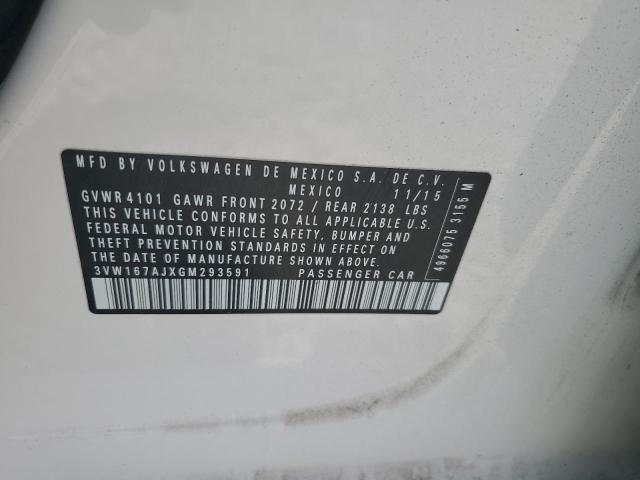 MFD BY VOLKSWAGEN DE MEXICO S.A. DE C.V.
MEXICO 11/15
GVWR 4101 GAWR FRONT 2072 / REAR 2138 LBS
THIS VEHICLE CONFORMS TO ALL APPLICABLE U.S.
FEDERAL MOTOR VEHICLE SAFETY, BUMPER AND
THEFT PREVENTION STANDARDS IN EFFECT ON
THE DATE OF MANUFACTURE SHOWN ABOVE.
3VW167AJXGM293591 PASSENGER CAR
4966075 3155 M